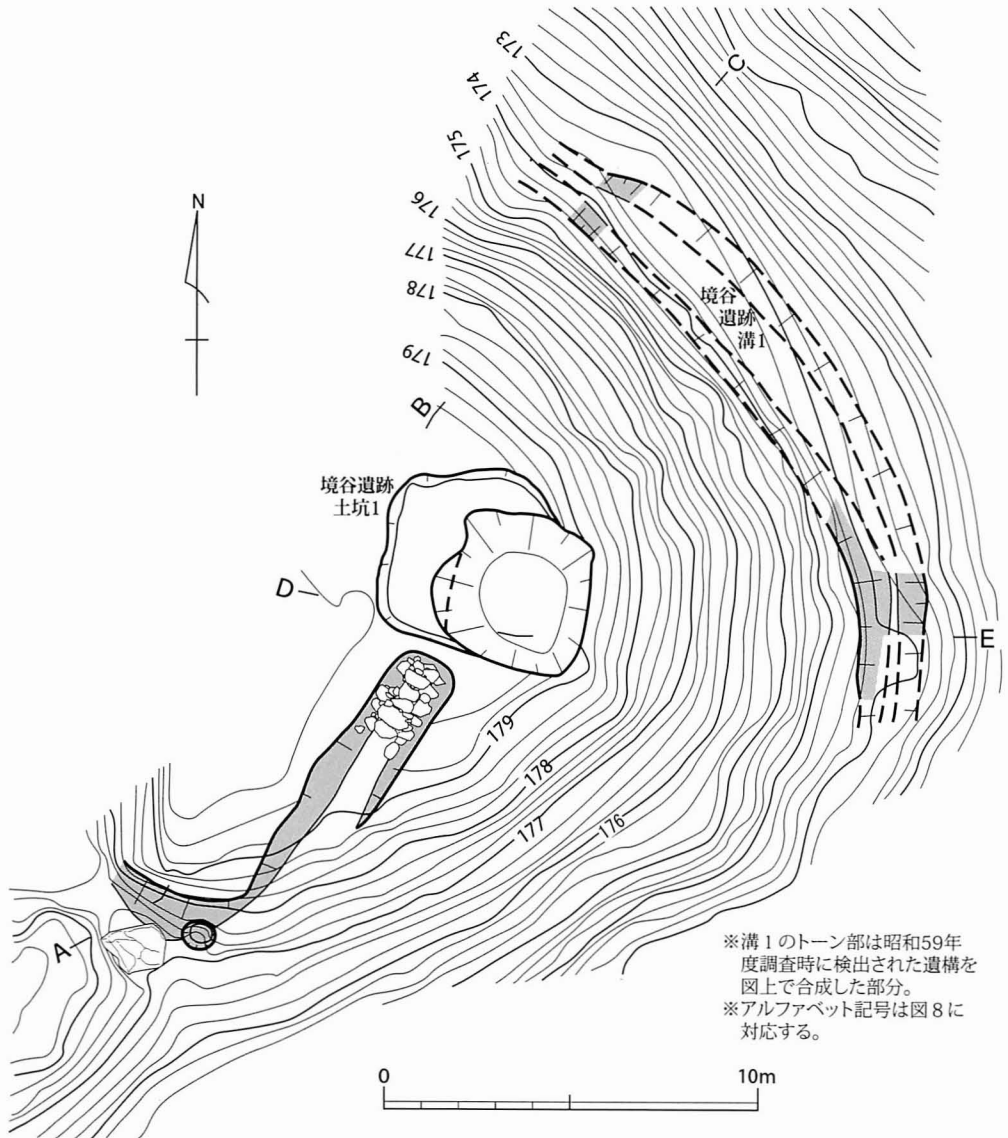 173
C
174
175
176
N
177
境谷
遺跡
溝1
178
179
B
境谷遺跡
土坑1
D
E
179
178
177
176
A
※溝1のトーン部は昭和59年
度調査時に検出された遺構を
図上で合成した部分。
※アルファベット記号は図8に
対応する。
0
10m